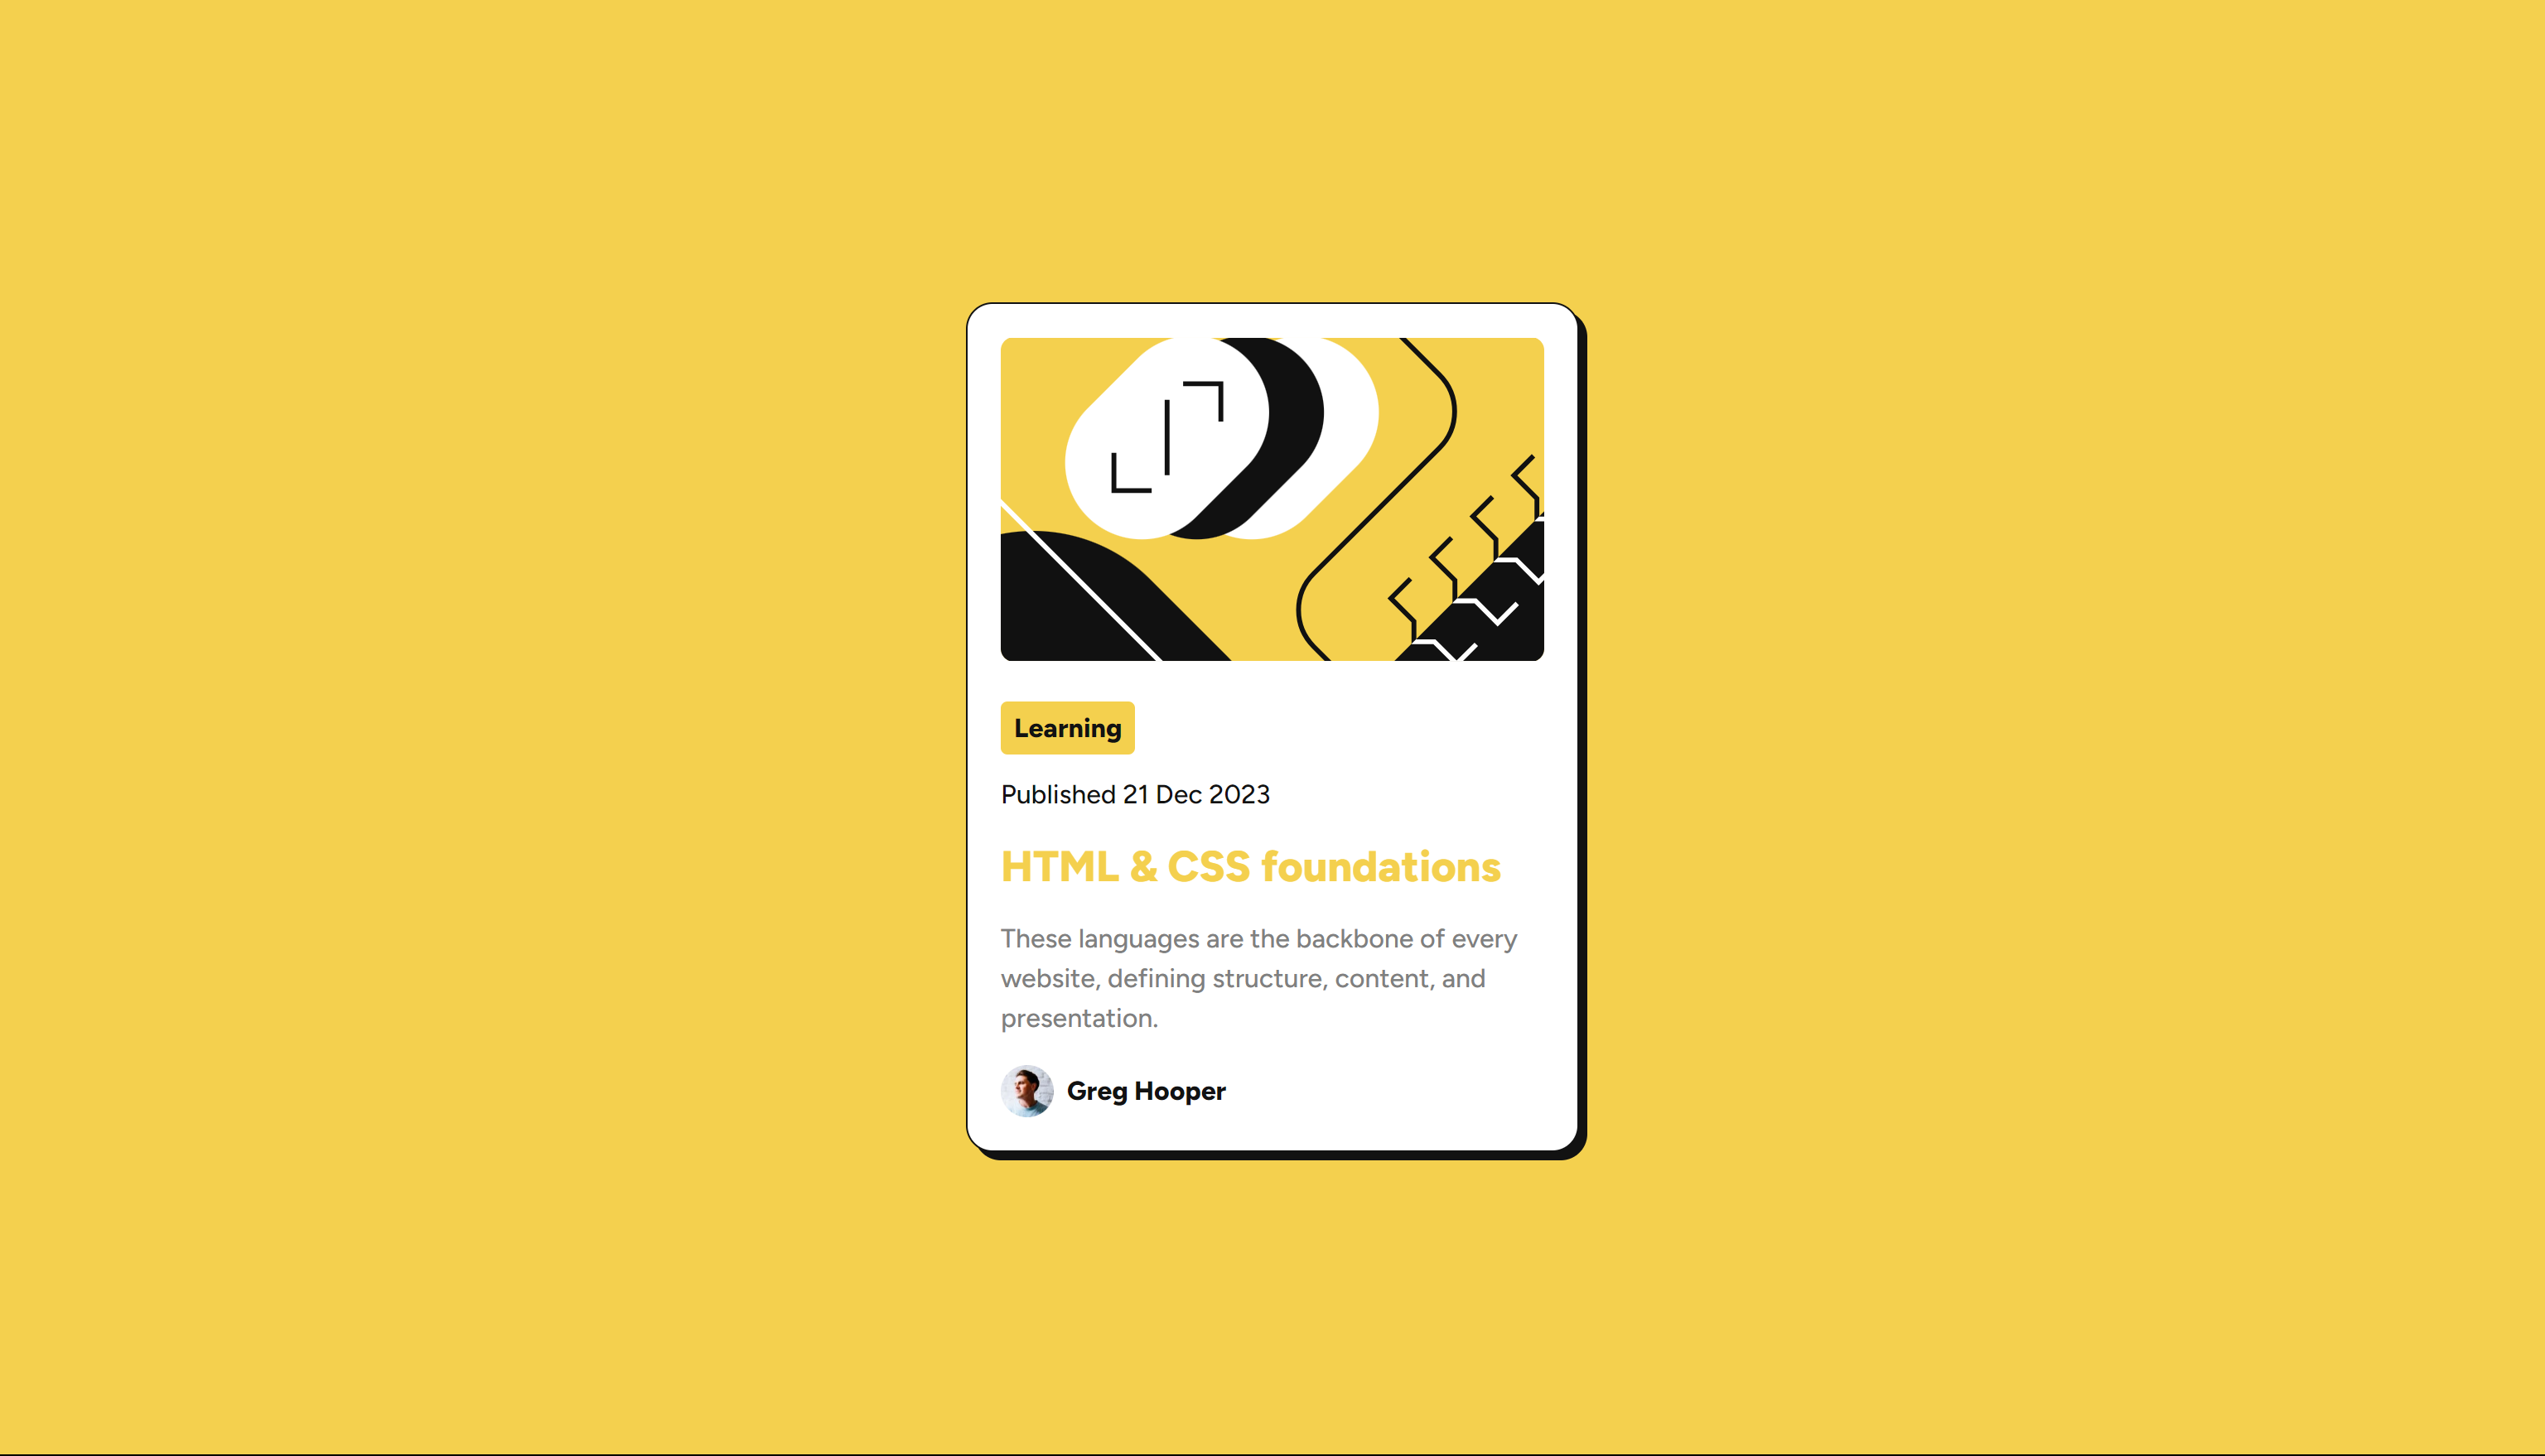 Learning
Published 21 Dec 2023
HTML & CSS foundations
These languages are the backbone of every
website, defining structure, content, and
presentation.
Greg Hooper